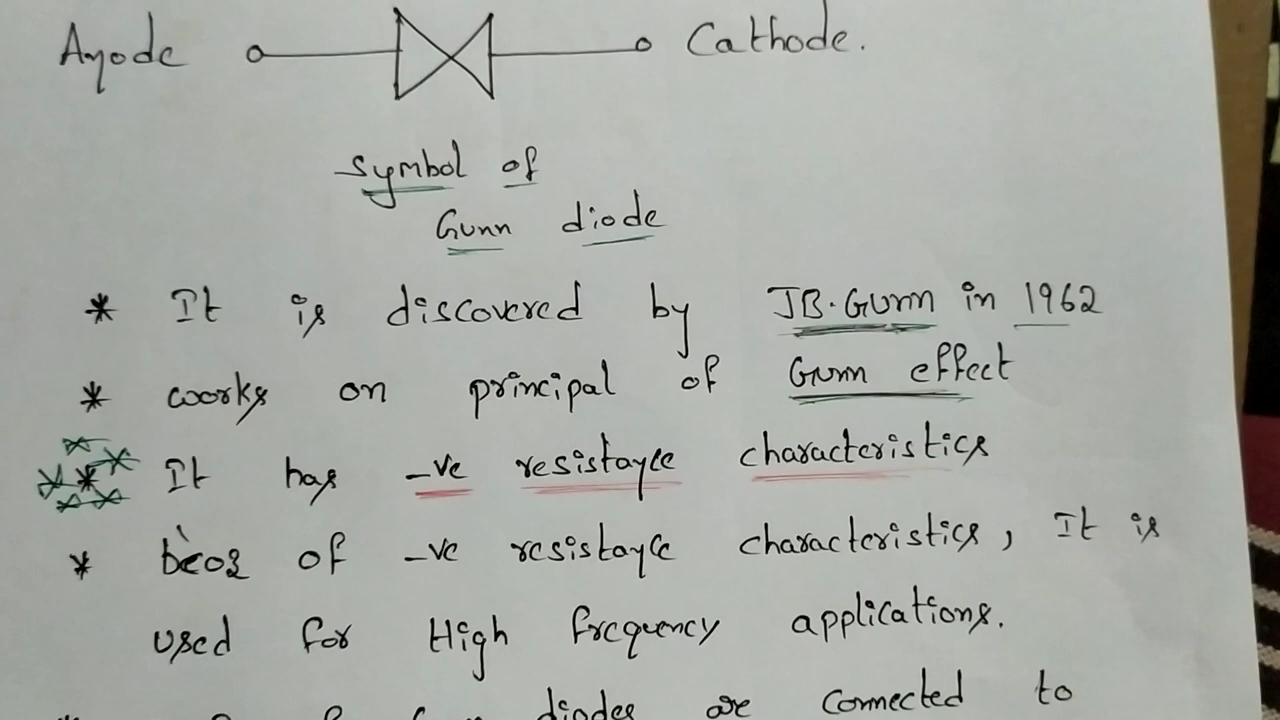 Anode Cathode.
Symbol of
Gunn diode
* It is discovered by JB.Gunn in 1962
* works on principal of Gunn effect
* It has -ve resistance characteristics
* bcoz of -ve resistance characteristics, It is
used for High frequency applications.
diodes are connected to